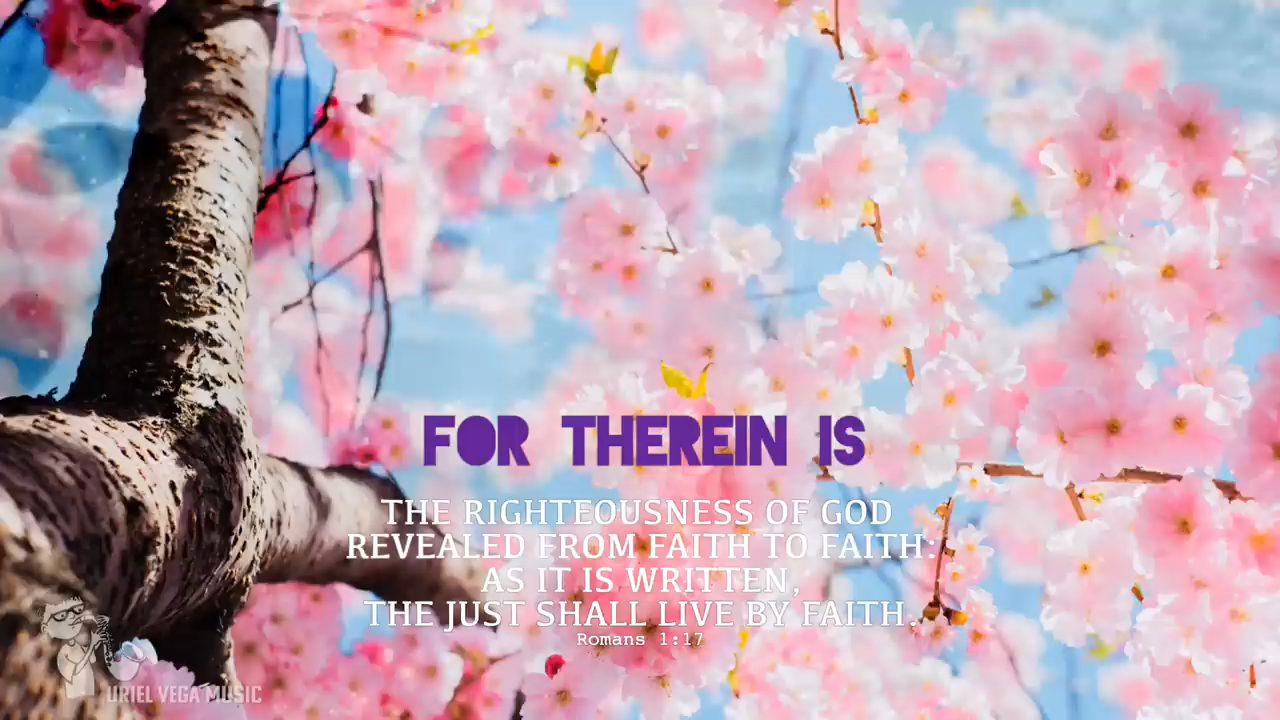 FOR THEREIN IS
THE RIGHTEOUSNESS OF GOD
REVEALED FROM FAITH TO FAITH:
AS IT IS WRITTEN,
THE JUST SHALL LIVE BY FAITH.
Romans 1:17
URIEL VEGA MUSIC